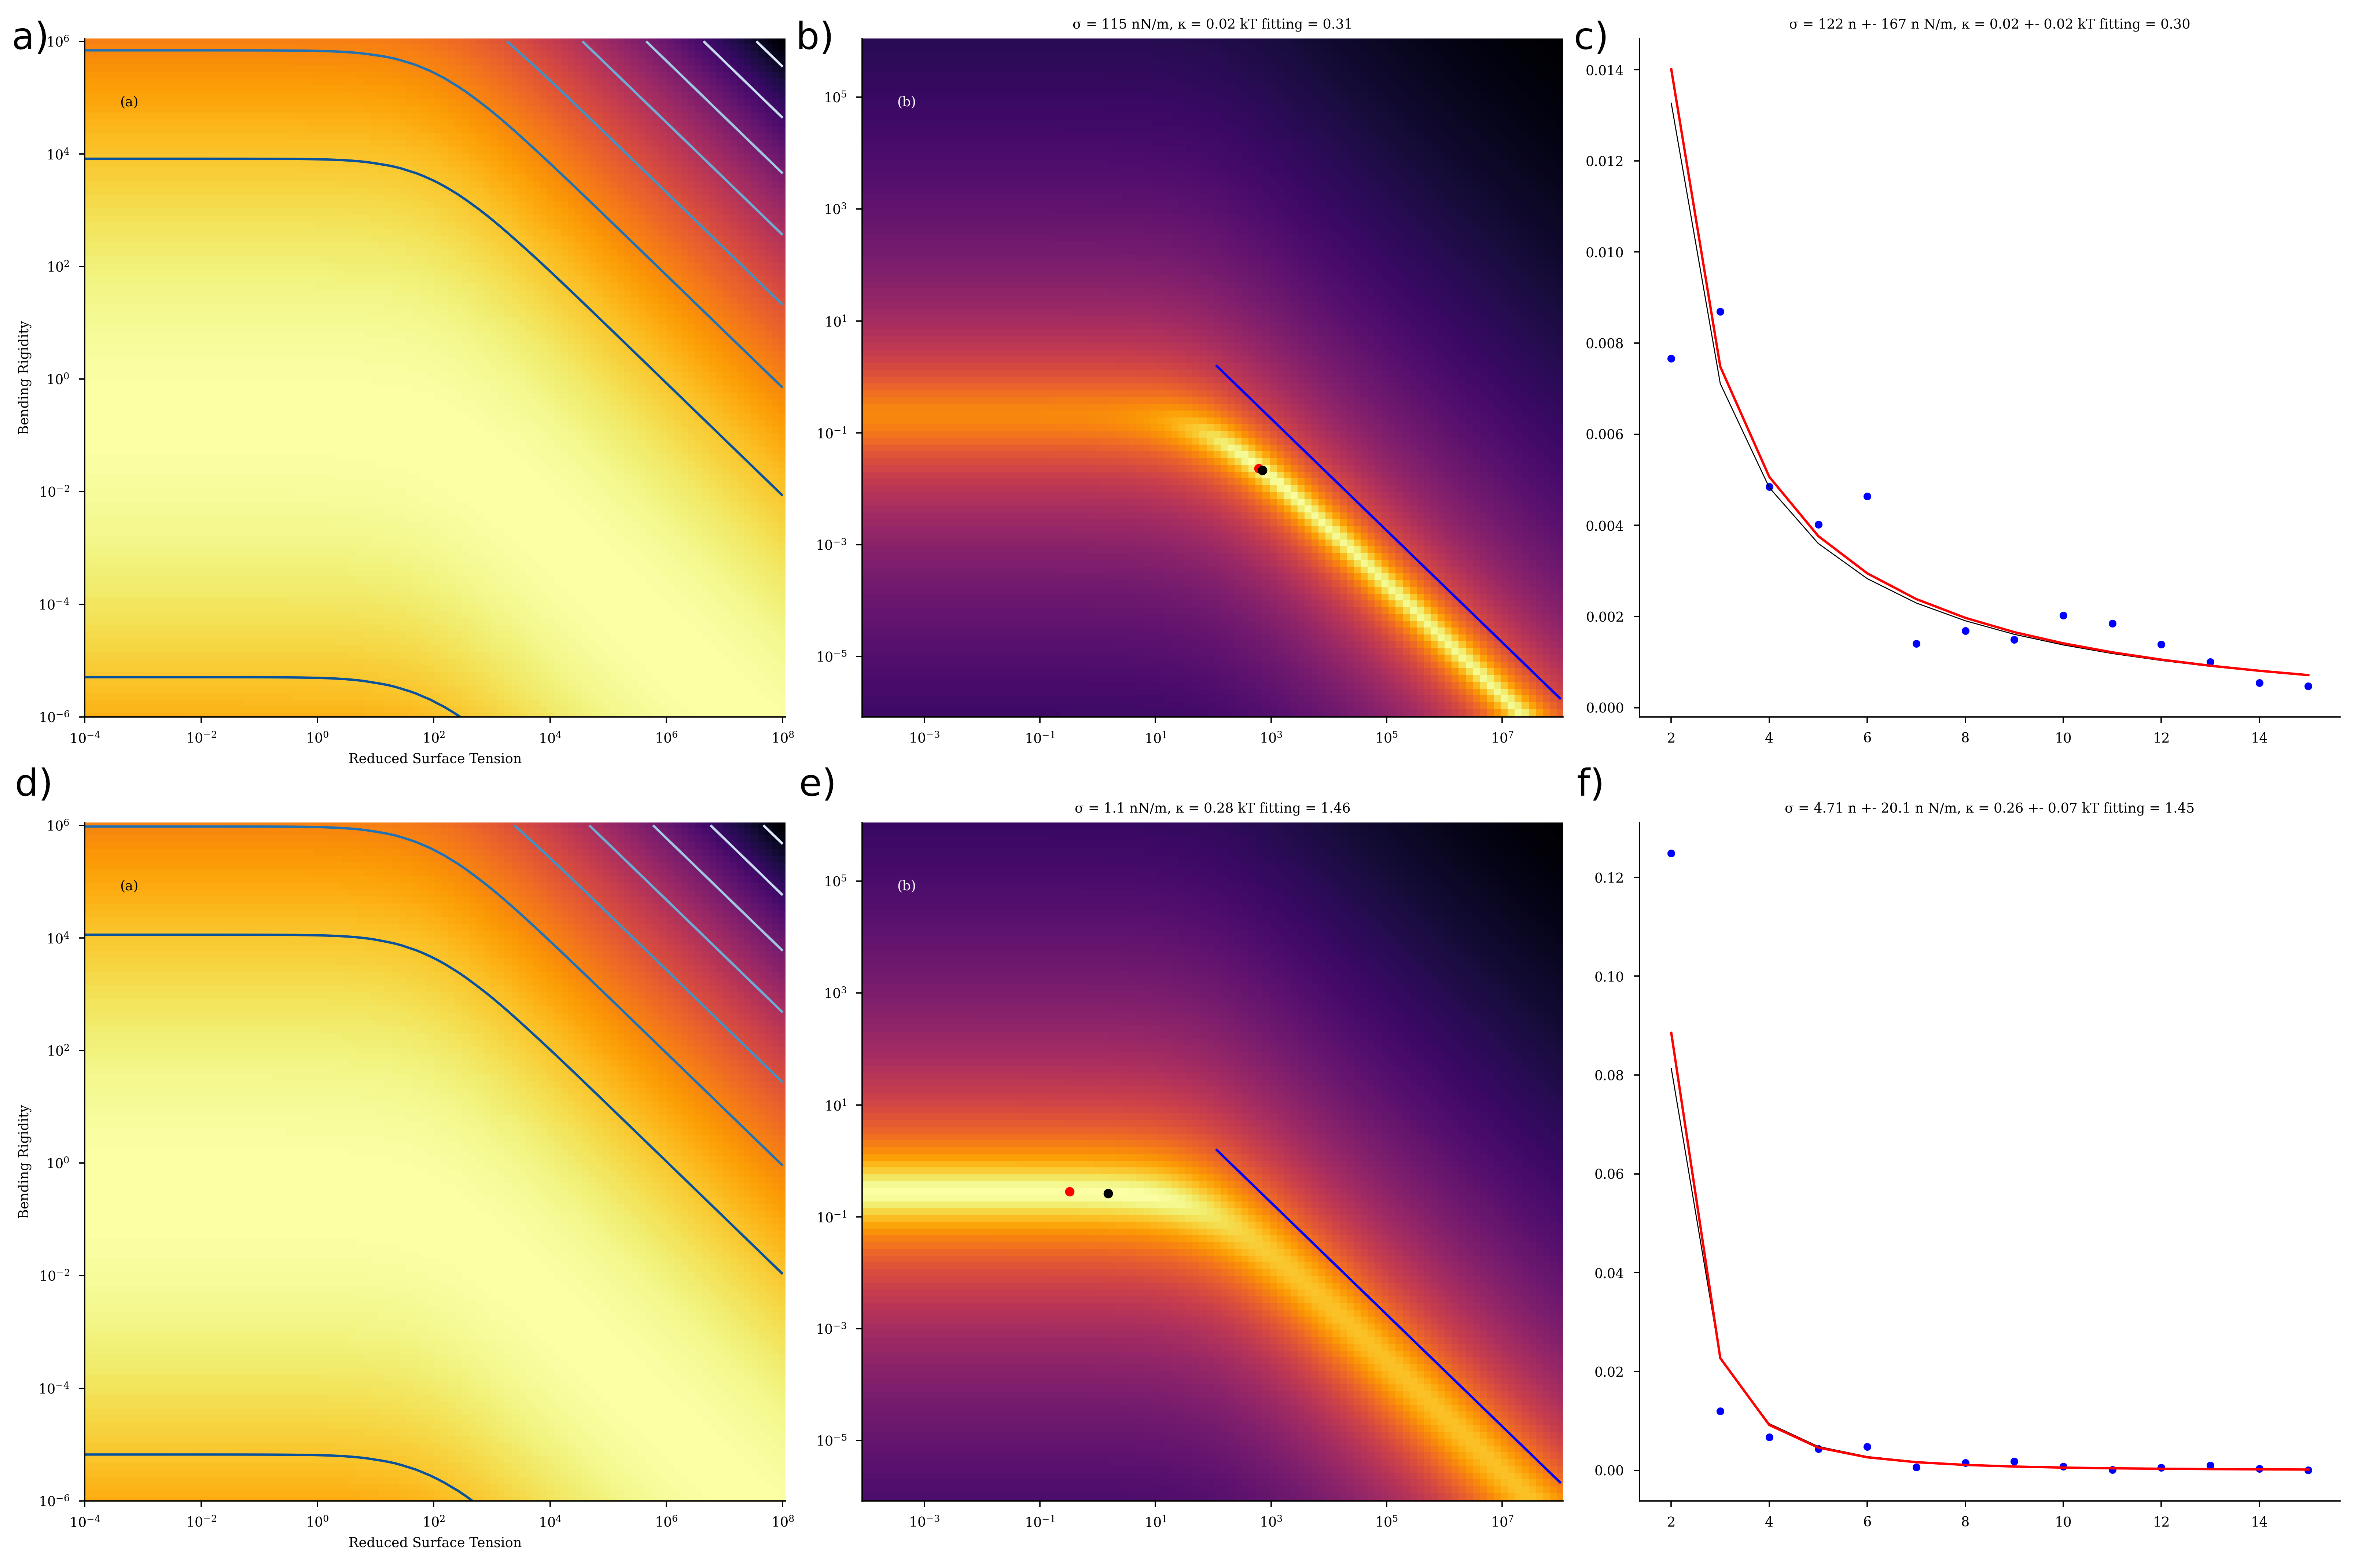 a)
10⁶
10⁴
10²
10⁰
10⁻²
10⁻⁴
10⁻⁶
Bending Rigidity
(a)
10⁻⁴ 10⁻² 10⁰ 10² 10⁴ 10⁶ 10⁸
Reduced Surface Tension
b)
σ = 115 nN/m, κ = 0.02 kT fitting = 0.31
10⁵
10³
10¹
10⁻¹
10⁻³
10⁻⁵
(b)
10⁻³ 10⁻¹ 10¹ 10³ 10⁵ 10⁷
c)
σ = 122 n +- 167 n N/m, κ = 0.02 +- 0.02 kT fitting = 0.30
0.014
0.012
0.010
0.008
0.006
0.004
0.002
0.000
2 4 6 8 10 12 14
d)
10⁶
10⁴
10²
10⁰
10⁻²
10⁻⁴
10⁻⁶
Bending Rigidity
(a)
10⁻⁴ 10⁻² 10⁰ 10² 10⁴ 10⁶ 10⁸
Reduced Surface Tension
e)
σ = 1.1 nN/m, κ = 0.28 kT fitting = 1.46
10⁵
10³
10¹
10⁻¹
10⁻³
10⁻⁵
(b)
10⁻³ 10⁻¹ 10¹ 10³ 10⁵ 10⁷
f)
σ = 4.71 n +- 20.1 n N/m, κ = 0.26 +- 0.07 kT fitting = 1.45
0.12
0.10
0.08
0.06
0.04
0.02
0.00
2 4 6 8 10 12 14